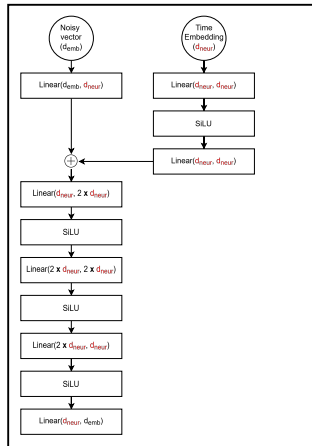 Noisy
vector
(d_emb)
Time
Embedding
(d_neur)
Linear(d_emb, d_neur)
Linear(d_neur, d_neur)
SiLU
Linear(d_neur, d_neur)
+
Linear(d_neur, 2 x d_neur)
SiLU
Linear(2 x d_neur, 2 x d_neur)
SiLU
Linear(2 x d_neur, d_neur)
SiLU
Linear(d_neur, d_emb)